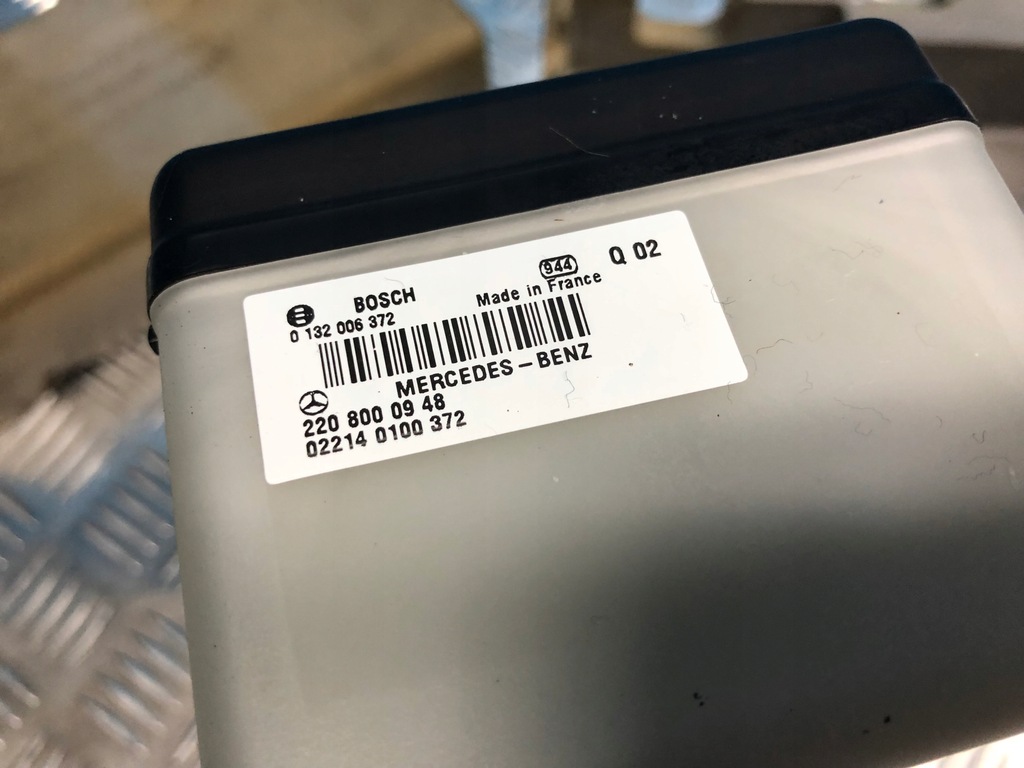 BOSCH
944
Q 02
0 132 006 372
Made in France
MERCEDES-BENZ
220 800 09 48
02214 0100 372